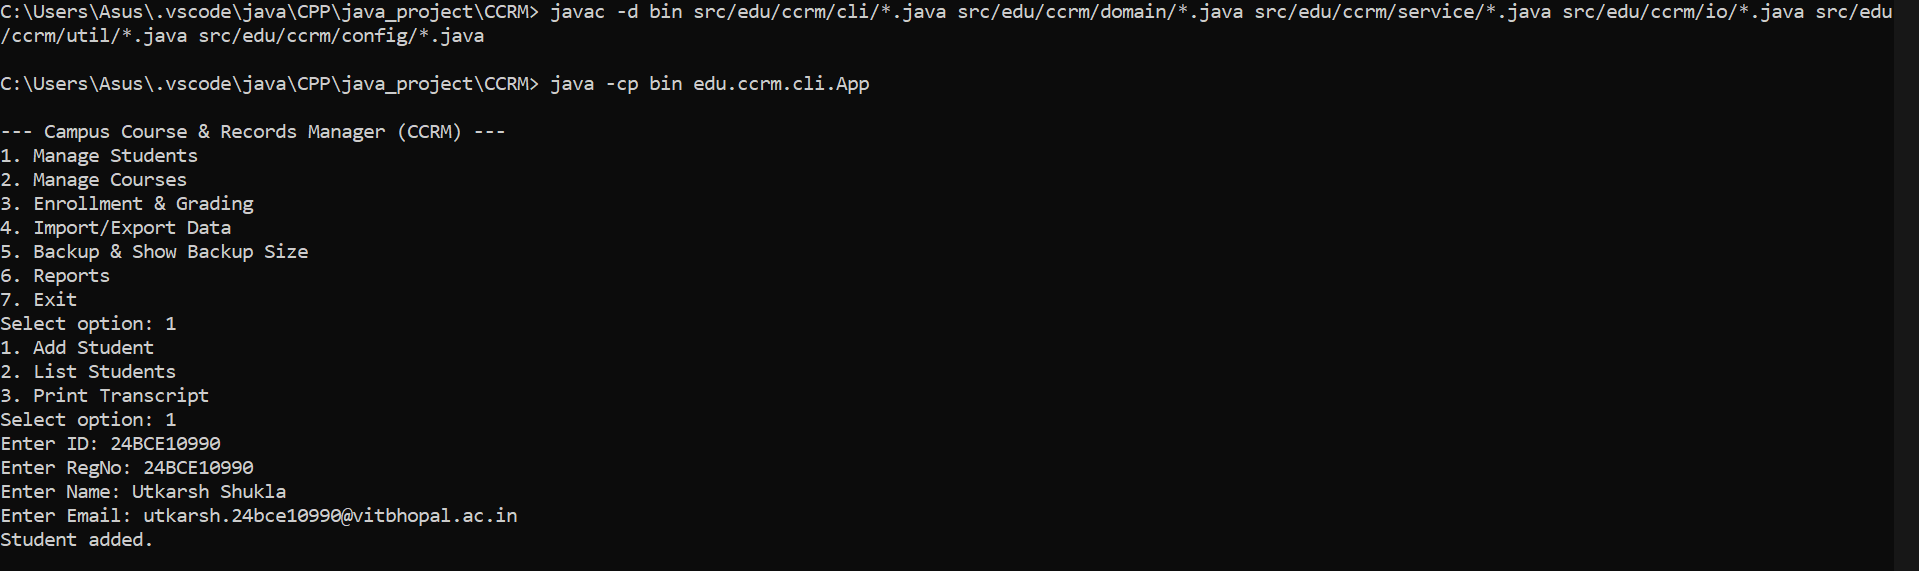 C:\Users\Asus\.vscode\java\CPP\java_project\CCRM> javac -d bin src/edu/ccrm/cli/*.java src/edu/ccrm/domain/*.java src/edu/ccrm/service/*.java src/edu/ccrm/io/*.java src/edu
/ccrm/util/*.java src/edu/ccrm/config/*.java
C:\Users\Asus\.vscode\java\CPP\java_project\CCRM> java -cp bin edu.ccrm.cli.App
--- Campus Course & Records Manager (CCRM) ---
1. Manage Students
2. Manage Courses
3. Enrollment & Grading
4. Import/Export Data
5. Backup & Show Backup Size
6. Reports
7. Exit
Select option: 1
1. Add Student
2. List Students
3. Print Transcript
Select option: 1
Enter ID: 24BCE10990
Enter RegNo: 24BCE10990
Enter Name: Utkarsh Shukla
Enter Email: utkarsh.24bce10990@vitbhopal.ac.in
Student added.